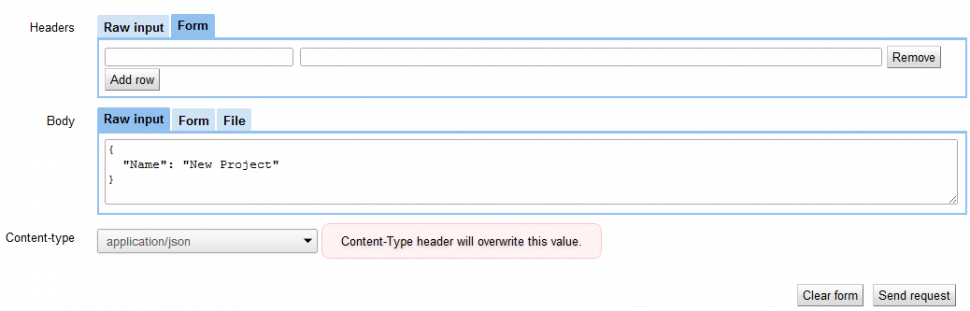 Headers Raw input Form
Remove
Add row
Body Raw input Form File
{
"Name": "New Project"
}
Content-type application/json Content-Type header will overwrite this value.
Clear form Send request